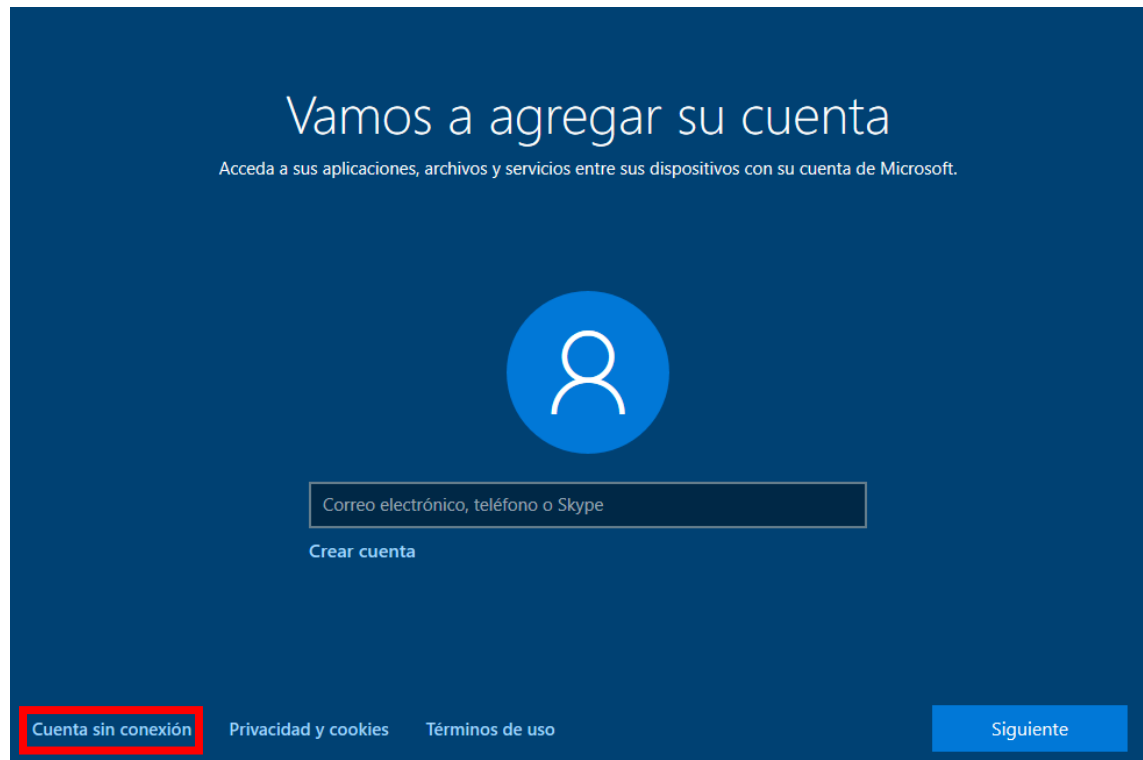 Vamos a agregar su cuenta
Acceda a sus aplicaciones, archivos y servicios entre sus dispositivos con su cuenta de Microsoft.
Correo electrónico, teléfono o Skype
Crear cuenta
Cuenta sin conexión
Privacidad y cookies
Términos de uso
Siguiente